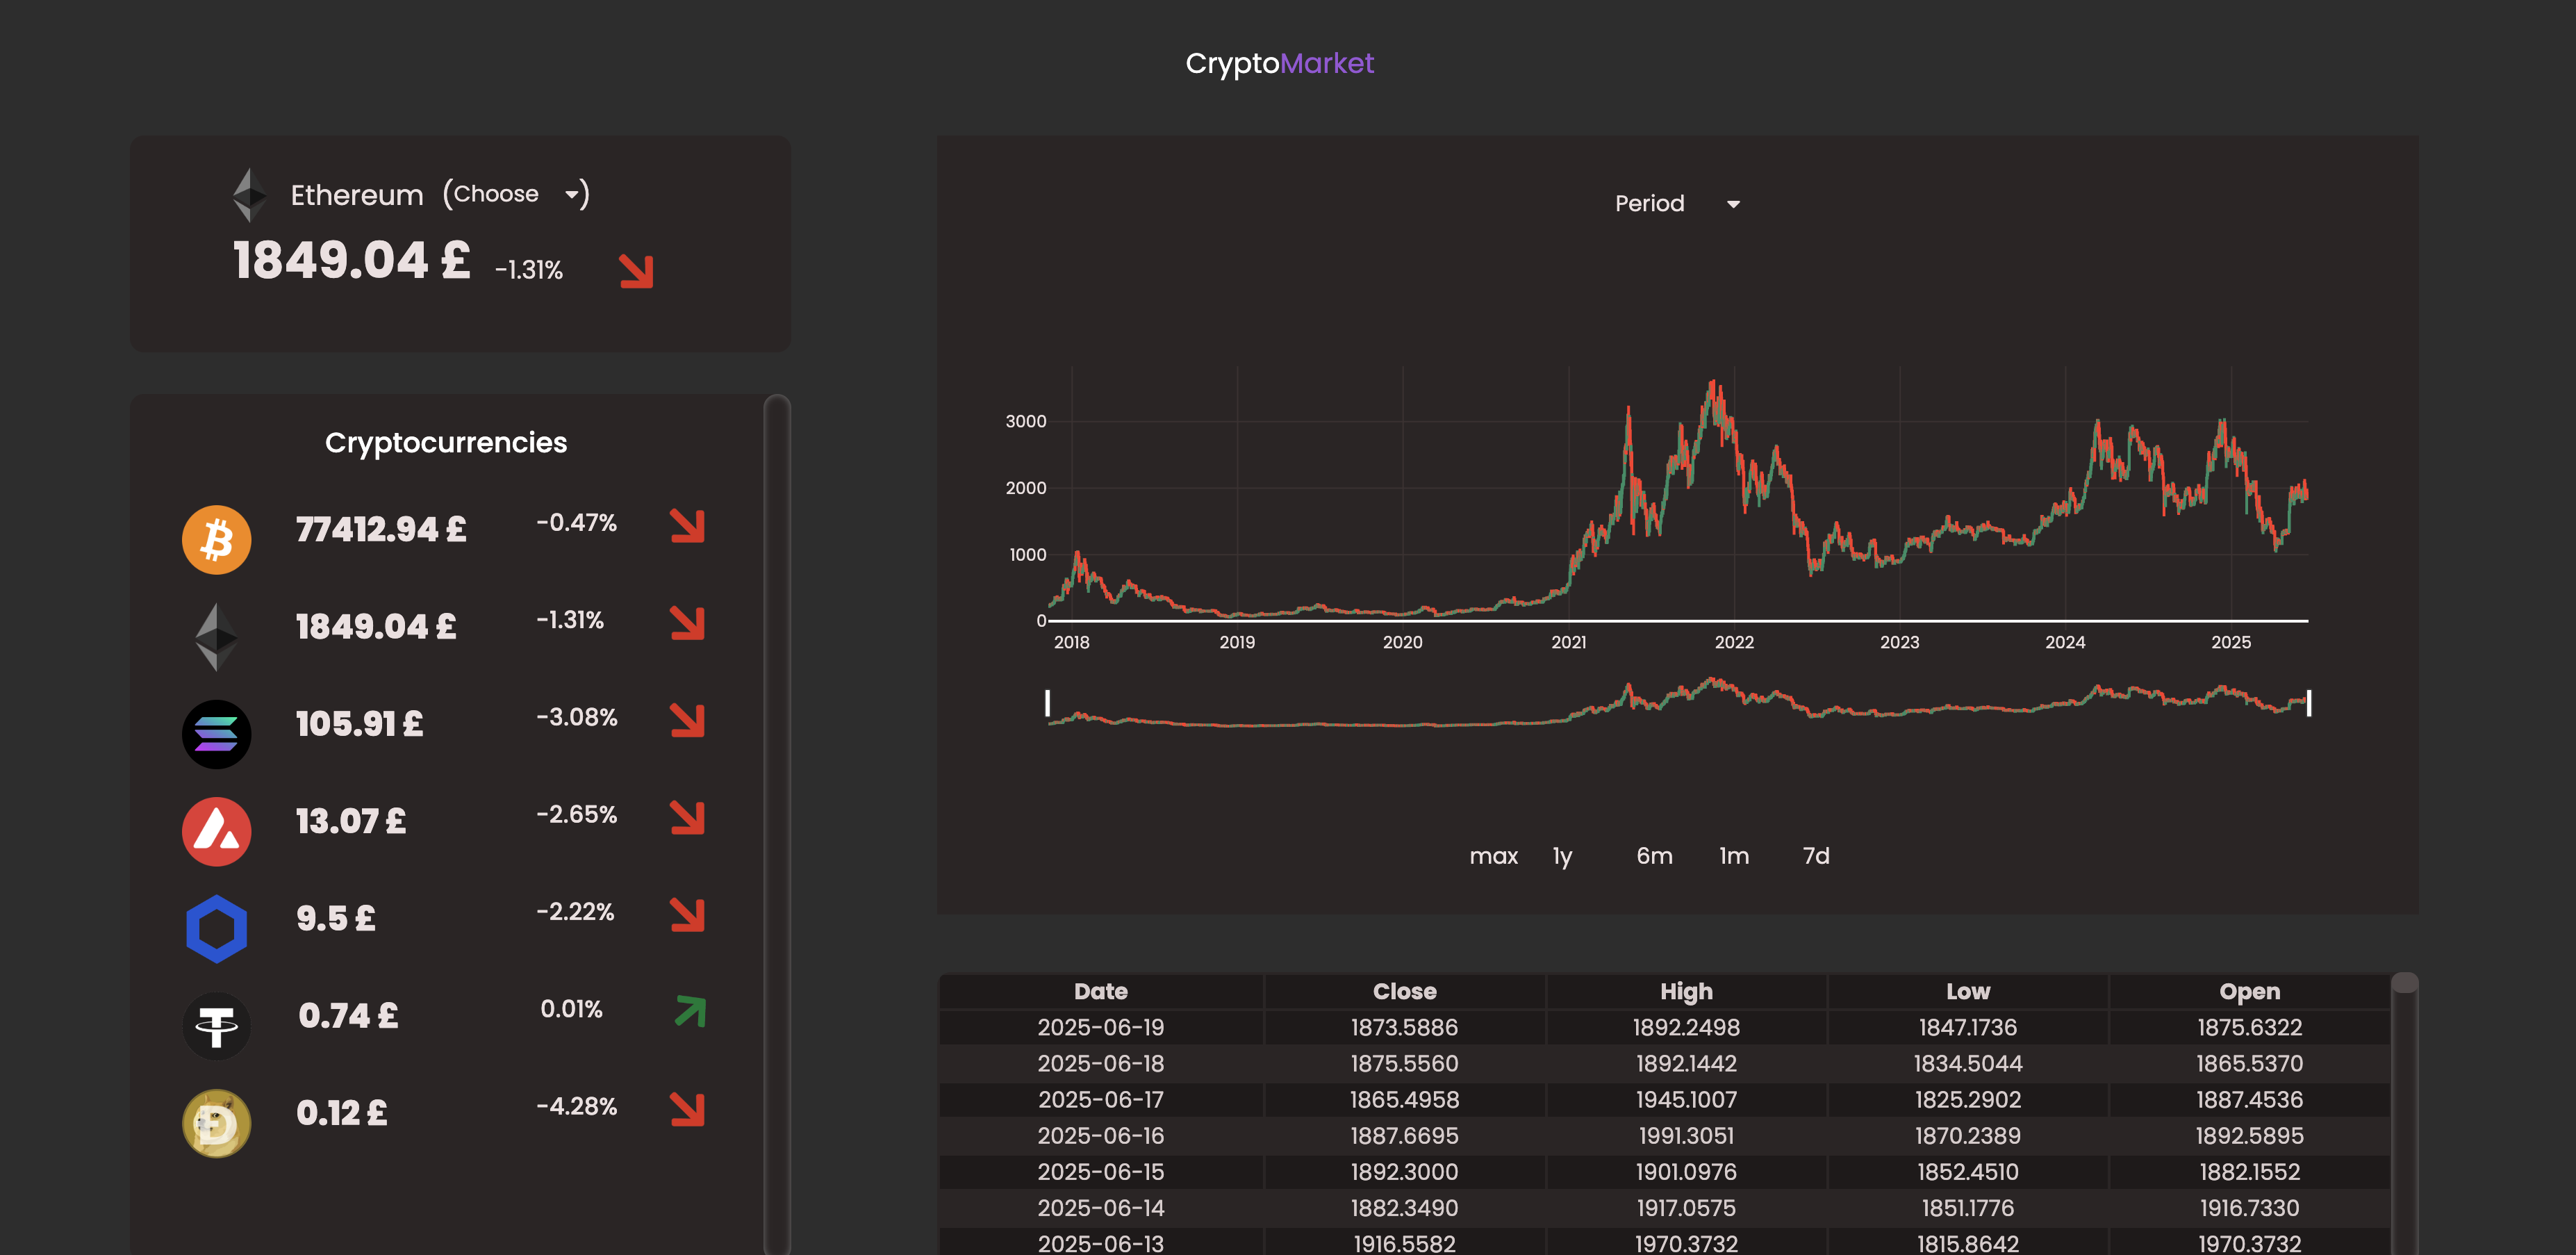 CryptoMarket
Ethereum (Choose)
1849.04 £ -1.31%
Cryptocurrencies
77412.94 £ -0.47%
1849.04 £ -1.31%
105.91 £ -3.08%
13.07 £ -2.65%
9.5 £ -2.22%
0.74 £ 0.01%
0.12 £ -4.28%
Period
3000
2000
1000
0
2018 2019 2020 2021 2022 2023 2024 2025
max 1y 6m 1m 7d
Date Close High Low Open
2025-06-19 1873.5886 1892.2498 1847.1736 1875.6322
2025-06-18 1875.5560 1892.1442 1834.5044 1865.5370
2025-06-17 1865.4958 1945.1007 1825.2902 1887.4536
2025-06-16 1887.6695 1991.3051 1870.2389 1892.5895
2025-06-15 1892.3000 1901.0976 1852.4510 1882.1552
2025-06-14 1882.3490 1917.0575 1851.1776 1916.7330
2025-06-13 1916.5582 1970.3732 1815.8642 1970.3732